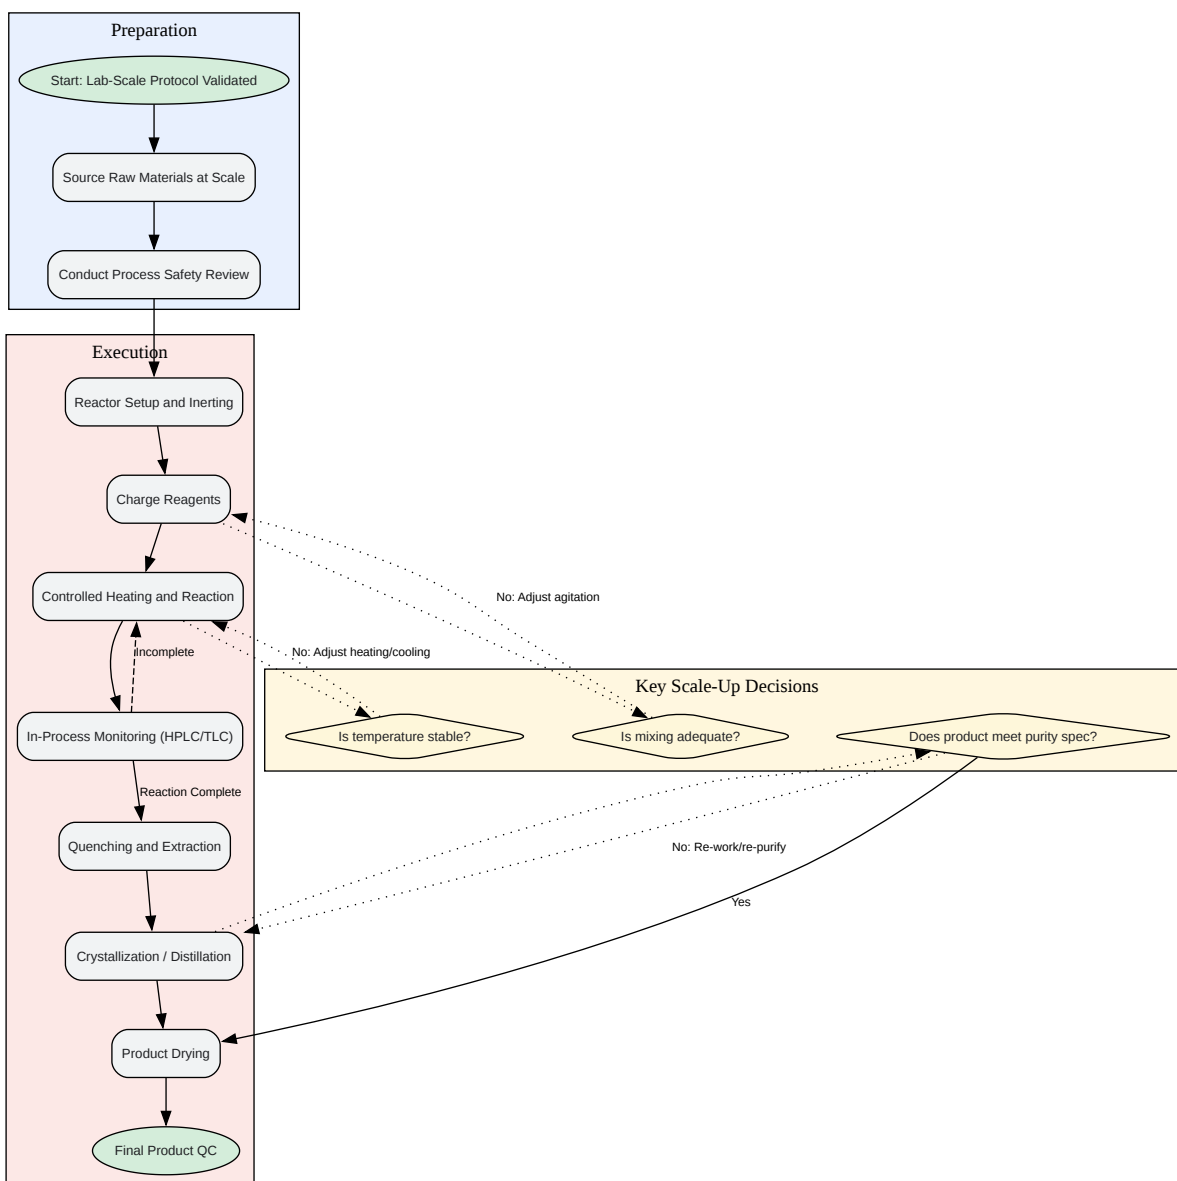 Preparation
Start: Lab-Scale Protocol Validated
Source Raw Materials at Scale
Conduct Process Safety Review
Execution
Reactor Setup and Inerting
Charge Reagents
Controlled Heating and Reaction
No: Adjust agitation
Incomplete
No: Adjust heating/cooling
Key Scale-Up Decisions
In-Process Monitoring (HPLC/TLC)
Is temperature stable?
Is mixing adequate?
Does product meet purity spec?
Reaction Complete
Quenching and Extraction
No: Re-work/re-purify
Yes
Crystallization / Distillation
Product Drying
Final Product QC